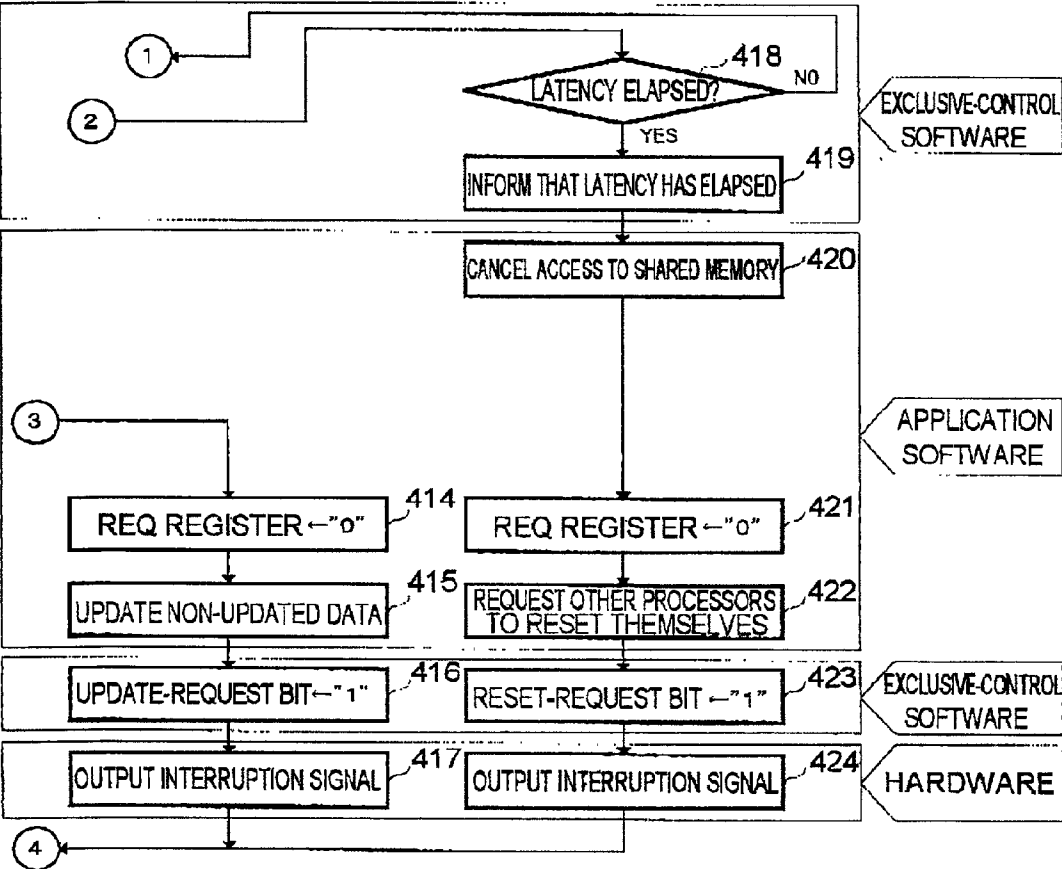 1
418
LATENCY ELAPSED?
NO
2
YES
EXCLUSIVE-CONTROL
SOFTWARE
419
INFORM THAT LATENCY HAS ELAPSED
420
CANCEL ACCESS TO SHARED MEMORY
3
APPLICATION
SOFTWARE
414
REQ REGISTER ←"0"
421
REQ REGISTER ←"0"
415
UPDATE NON-UPDATED DATA
422
REQUEST OTHER PROCESSORS
TO RESET THEMSELVES
416
UPDATE-REQUEST BIT←"1"
423
RESET-REQUEST BIT ←"1"
EXCLUSIVE-CONTROL
SOFTWARE
417
OUTPUT INTERRUPTION SIGNAL
424
OUTPUT INTERRUPTION SIGNAL
HARDWARE
4